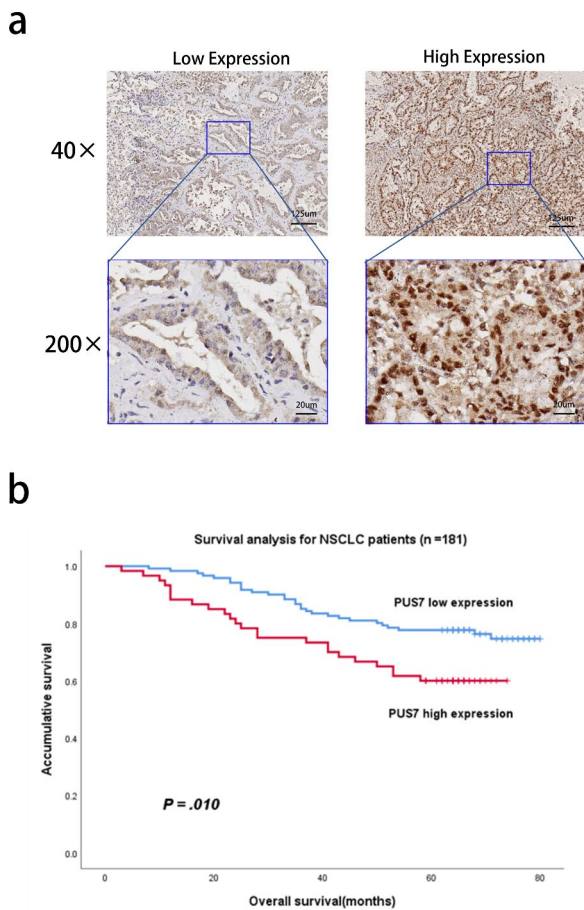 a
Low Expression
High Expression
40×
125um
125um
200×
20um
20um
b
Survival analysis for NSCLC patients (n =181)
1.0
PUS7 low expression
0.8
0.6
PUS7 high expression
0.4
0.2
P = .010
0.0
0 20 40 60 80
Accumulative survival
Overall survival(months)